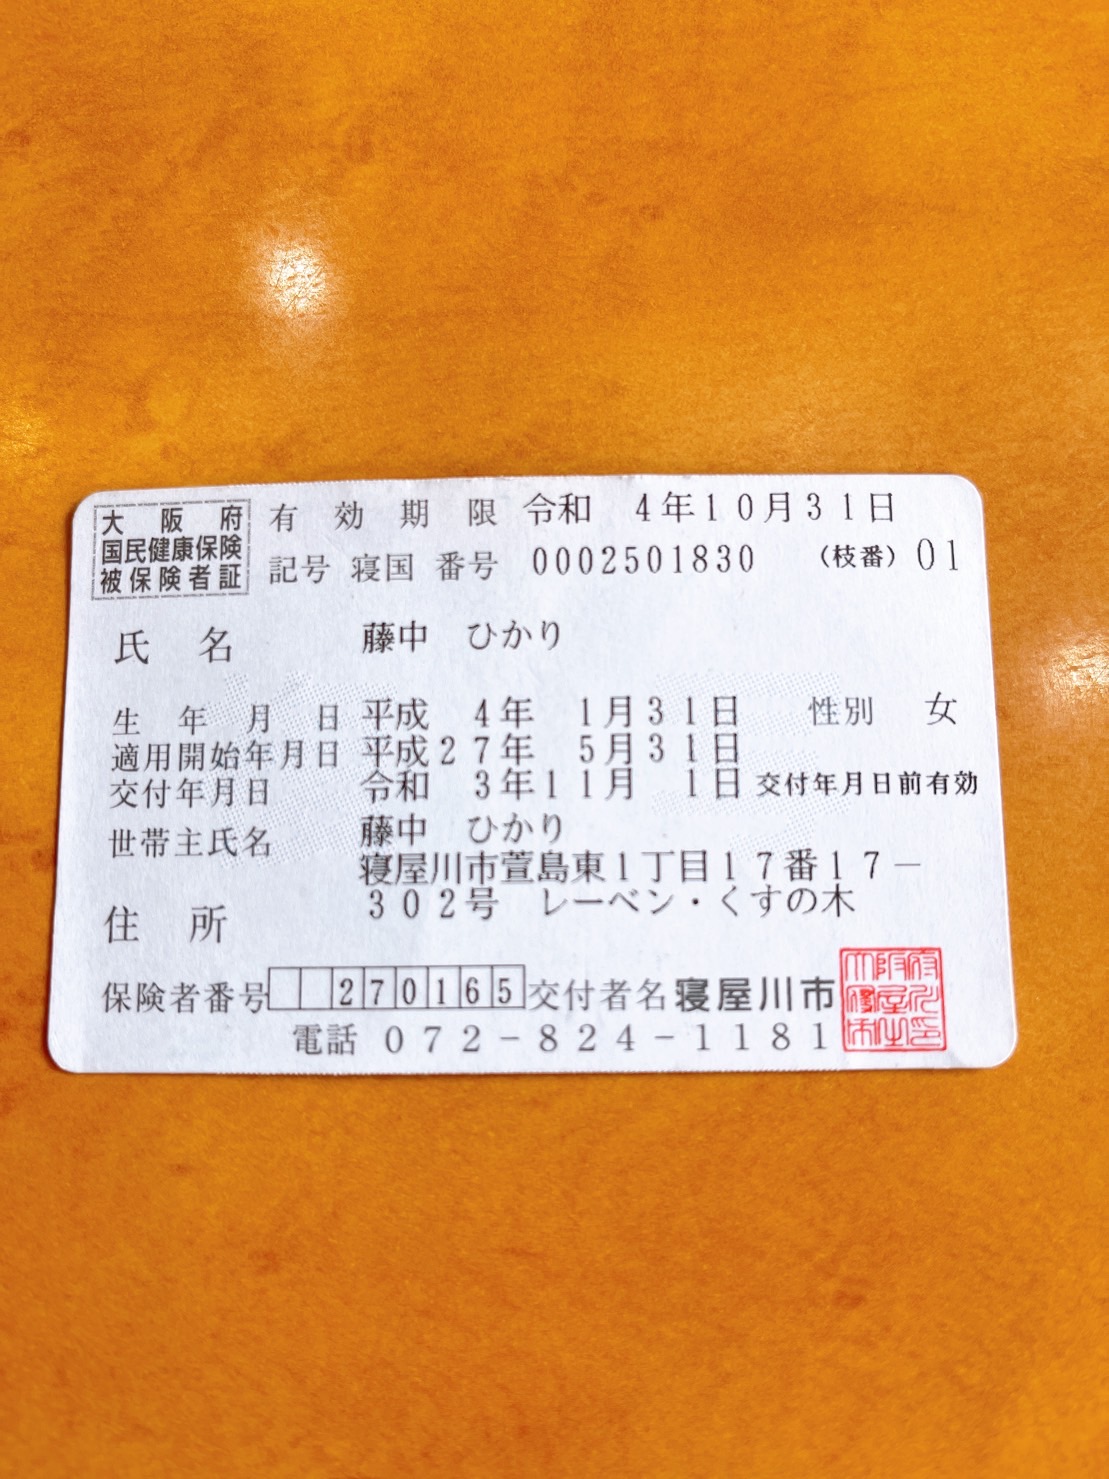 大阪府
国民健康保険
被保険者証
有効期限 令和 4年10月31日
記号 寝国 番号 0002501830 (枝番) 01
氏名 藤中 ひかり
生年月日 平成 4年 1月31日 性別 女
適用開始年月日 平成27年 5月31日
交付年月日 令和 3年11月 1日 交付年月日前有効
世帯主氏名 藤中 ひかり
住所 寝屋川市萱島東1丁目17番17－
302号 レーベン・くすの木
保険者番号 270165 交付者名 寝屋川市
電話 072－824－1181